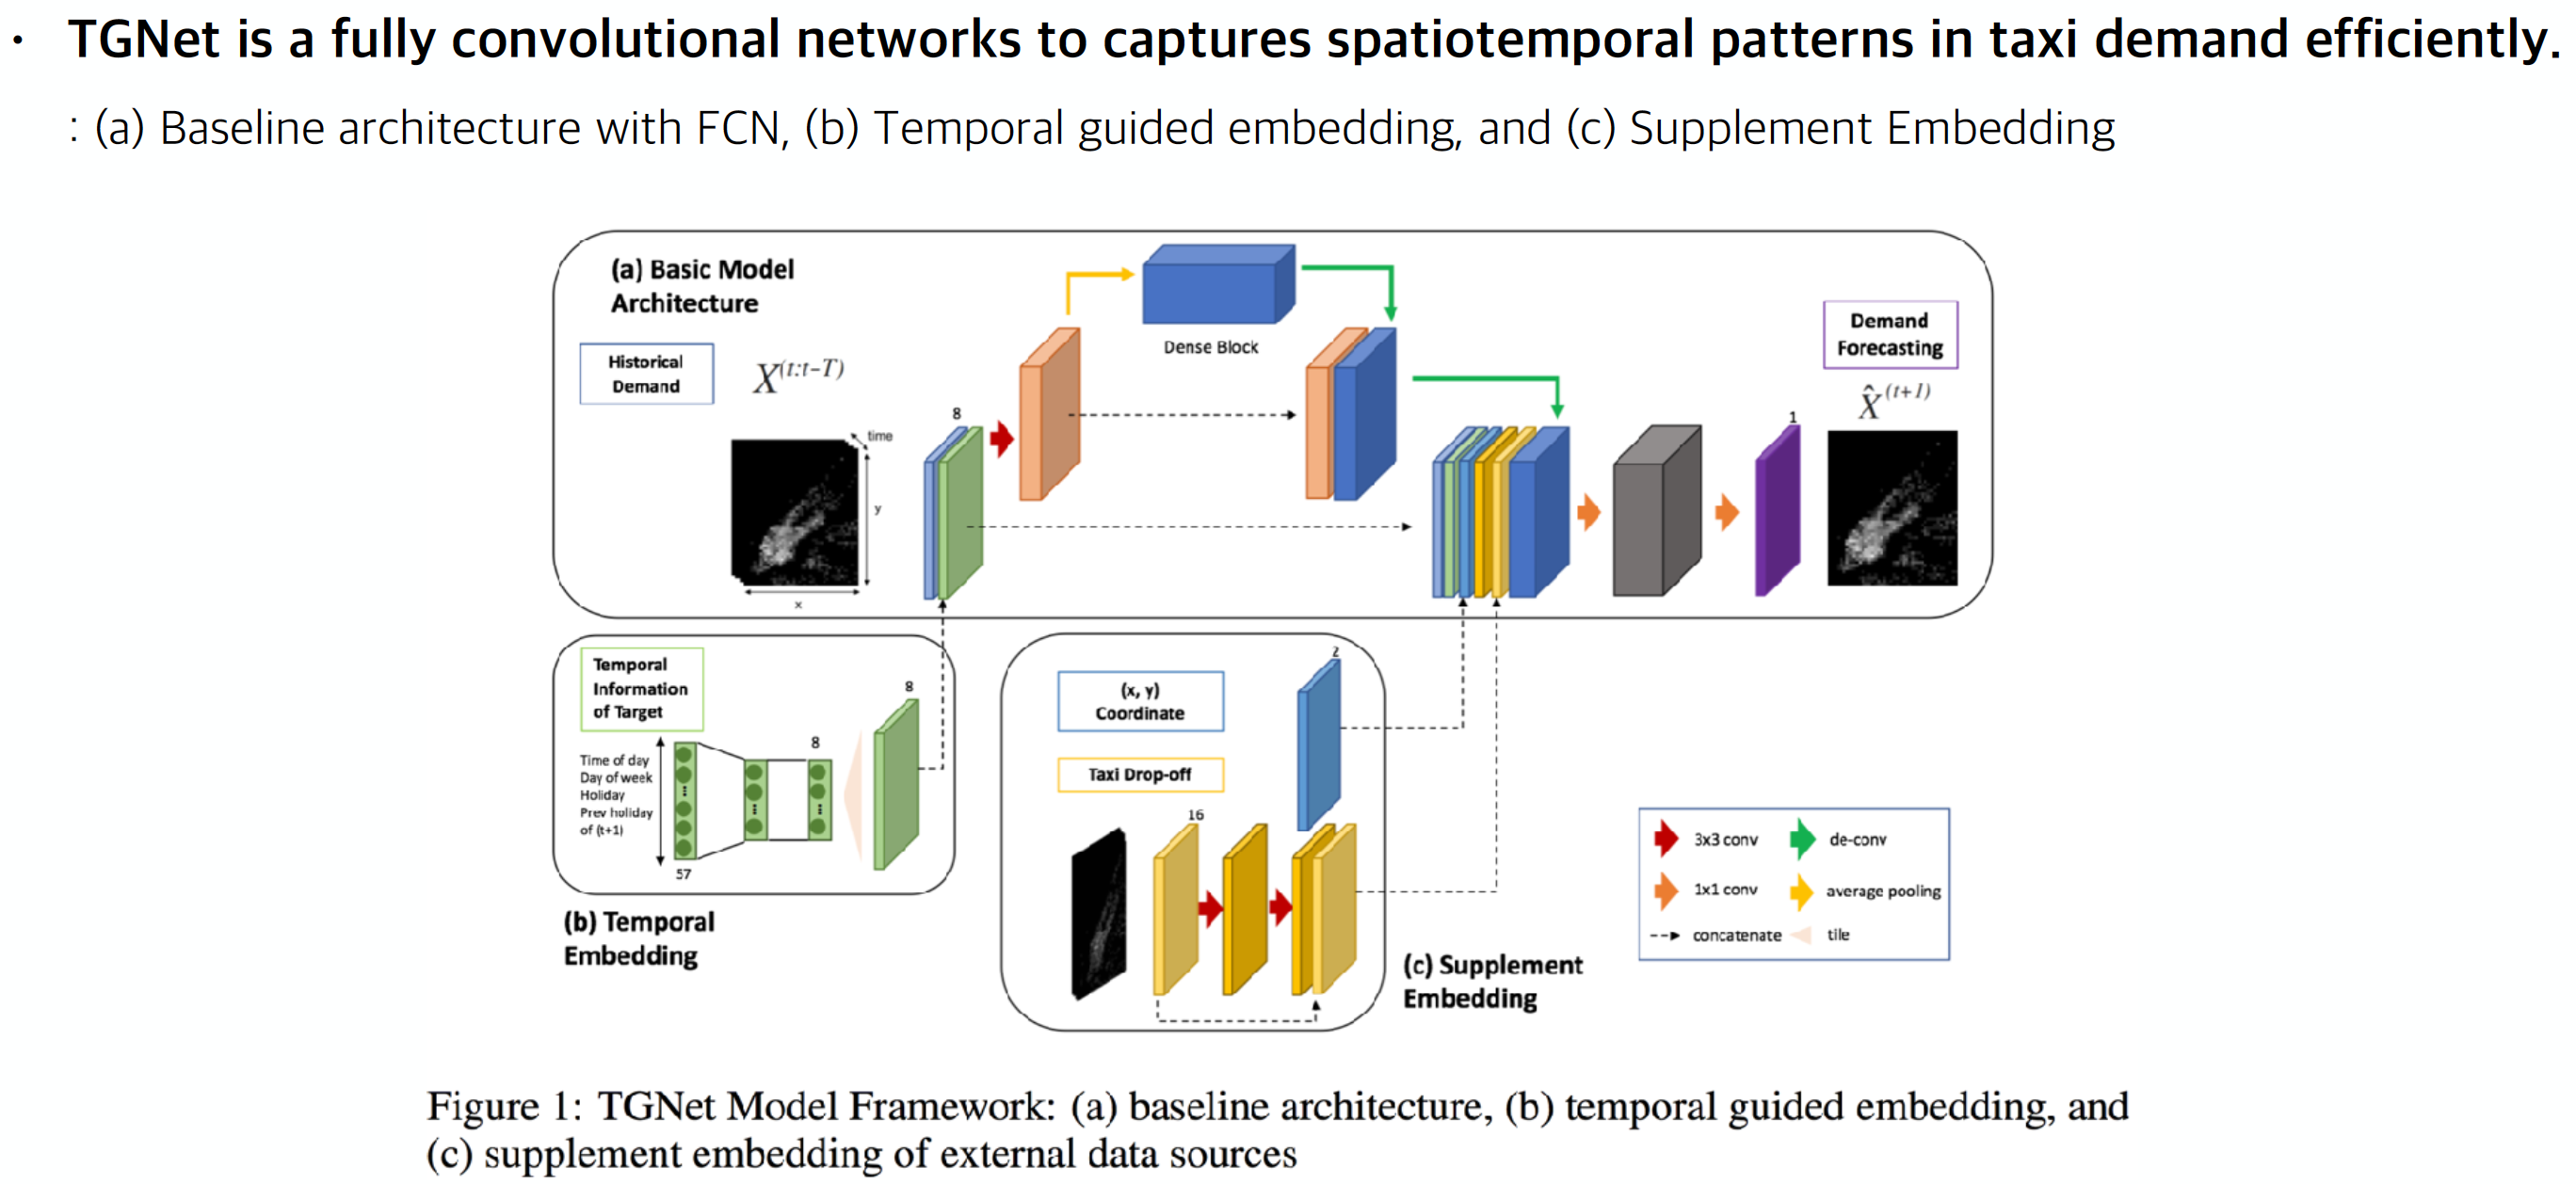 • TGNet is a fully convolutional networks to captures spatiotemporal patterns in taxi demand efficiently.
: (a) Baseline architecture with FCN, (b) Temporal guided embedding, and (c) Supplement Embedding
(a) Basic Model
Architecture
Historical
Demand
X^(t:t−T)
time
y
x
8
Dense Block
Demand
Forecasting
X̂^(t+1)
1
Temporal
Information
of Target
Time of day
Day of week
Holiday
Prev holiday
of (t+1)
57
8
8
(b) Temporal
Embedding
(x, y)
Coordinate
2
Taxi Drop-off
16
(c) Supplement
Embedding
3x3 conv
de-conv
1x1 conv
average pooling
concatenate
tile
Figure 1: TGNet Model Framework: (a) baseline architecture, (b) temporal guided embedding, and
(c) supplement embedding of external data sources